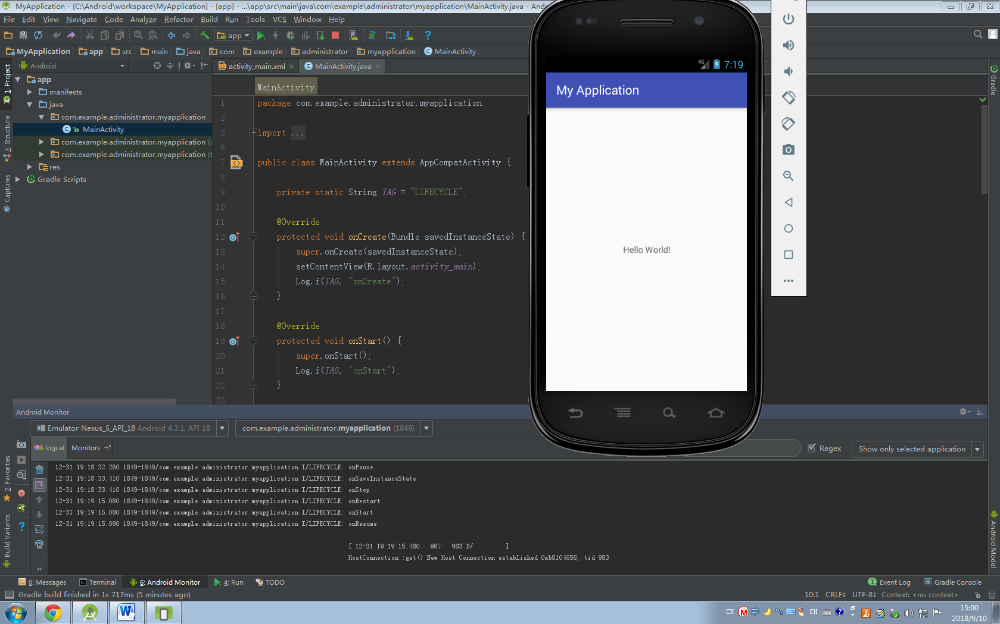 MyApplication - [C:\Android\workspace\MyApplication] - [app] - ...\app\src\main\java\com\example\administrator\myapplication\MainActivity.java - And
File Edit View Navigate Code Analyze Refactor Build Run Tools VCS Window Help
app
MyApplication app src main java com example administrator myapplication MainActivity
1: Project
7: Structure
Captures
2: Favorites
Build Variants
Android
app
manifests
java
com.example.administrator.myapplication
MainActivity
com.example.administrator.myapplication (a
com.example.administrator.myapplication (t
res
Gradle Scripts
activity_main.xml MainActivity.java
MainActivity
1 package com.example.administrator.myapplication;
2
3 import ...
6
7 public class MainActivity extends AppCompatActivity {
8
9 private static String TAG = "LIFECYCLE";
10
11 @Override
12 protected void onCreate(Bundle savedInstanceState) {
13 super.onCreate(savedInstanceState);
14 setContentView(R.layout.activity_main);
15 Log.i(TAG, "onCreate");
16 }
17
18 @Override
19 protected void onStart() {
20 super.onStart();
21 Log.i(TAG, "onStart");
22 }
23
4G 7:19
My Application
Hello World!
Gradle
Android Model
Android Monitor
Emulator Nexus_S_API_18 Android 4.3.1, API 18 com.example.administrator.myapplication (1849)
logcat Monitors Regex Show only selected application
12-31 19:18:32.260 1849-1849/com.example.administrator.myapplication I/LIFECYCLE: onPause
12-31 19:18:33.410 1849-1849/com.example.administrator.myapplication I/LIFECYCLE: onSaveInstanceState
12-31 19:18:33.410 1849-1849/com.example.administrator.myapplication I/LIFECYCLE: onStop
12-31 19:19:15.080 1849-1849/com.example.administrator.myapplication I/LIFECYCLE: onRestart
12-31 19:19:15.080 1849-1849/com.example.administrator.myapplication I/LIFECYCLE: onStart
12-31 19:19:15.090 1849-1849/com.example.administrator.myapplication I/LIFECYCLE: onResume
[ 12-31 19:19:15.480 967: 983 D/ ]
HostConnection::get() New Host Connection established 0xb8104658, tid 983
0: Messages Terminal 6: Android Monitor 4: Run TODO 1 Event Log Gradle Console
Gradle build finished in 1s 717ms (5 minutes ago) 10:1 CRLF UTF-8 Context: <no context>
CH M 中 CH
15:00
2018/9/10